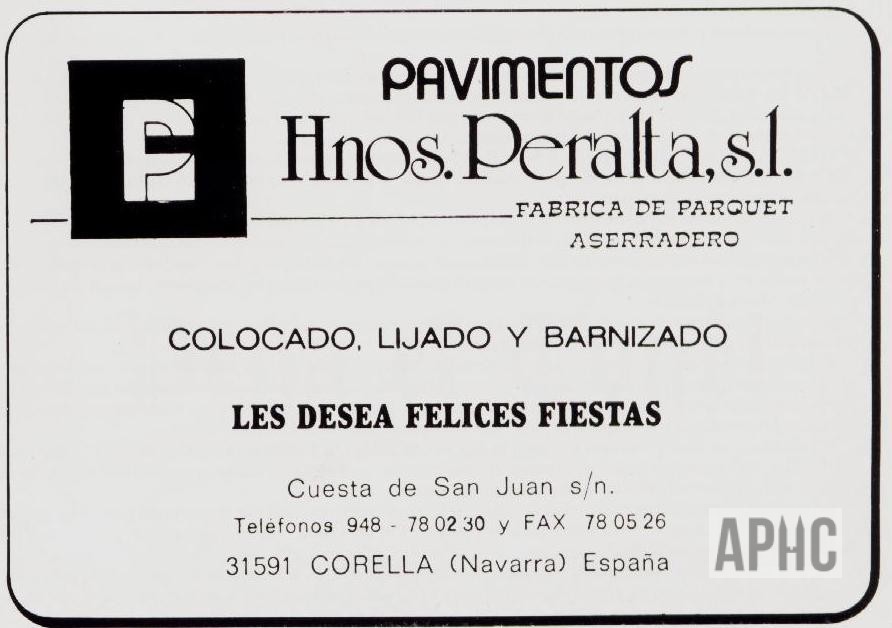 PAVIMENTOS
Hnos. Peralta, s.l.
FABRICA DE PARQUET
ASERRADERO
COLOCADO, LIJADO Y BARNIZADO
LES DESEA FELICES FIESTAS
Cuesta de San Juan s/n.
Teléfonos 948 - 78 02 30 y FAX 78 05 26
31591 CORELLA (Navarra) España
APHC